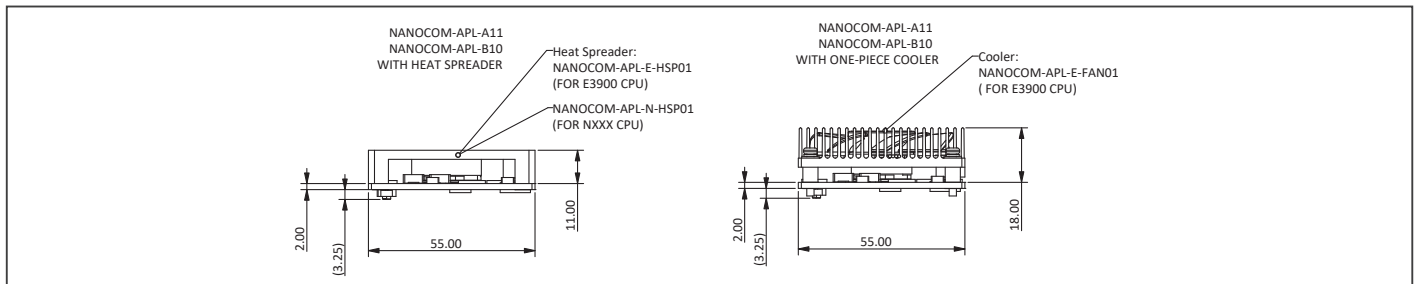 NANOCOM-APL-A11
NANOCOM-APL-B10
WITH HEAT SPREADER
Heat Spreader:
NANOCOM-APL-E-HSP01
(FOR E3900 CPU)
NANOCOM-APL-N-HSP01
(FOR NXXX CPU)
2.00
(3.25)
55.00
11.00
NANOCOM-APL-A11
NANOCOM-APL-B10
WITH ONE-PIECE COOLER
Cooler:
NANOCOM-APL-E-FAN01
( FOR E3900 CPU)
2.00
(3.25)
55.00
18.00